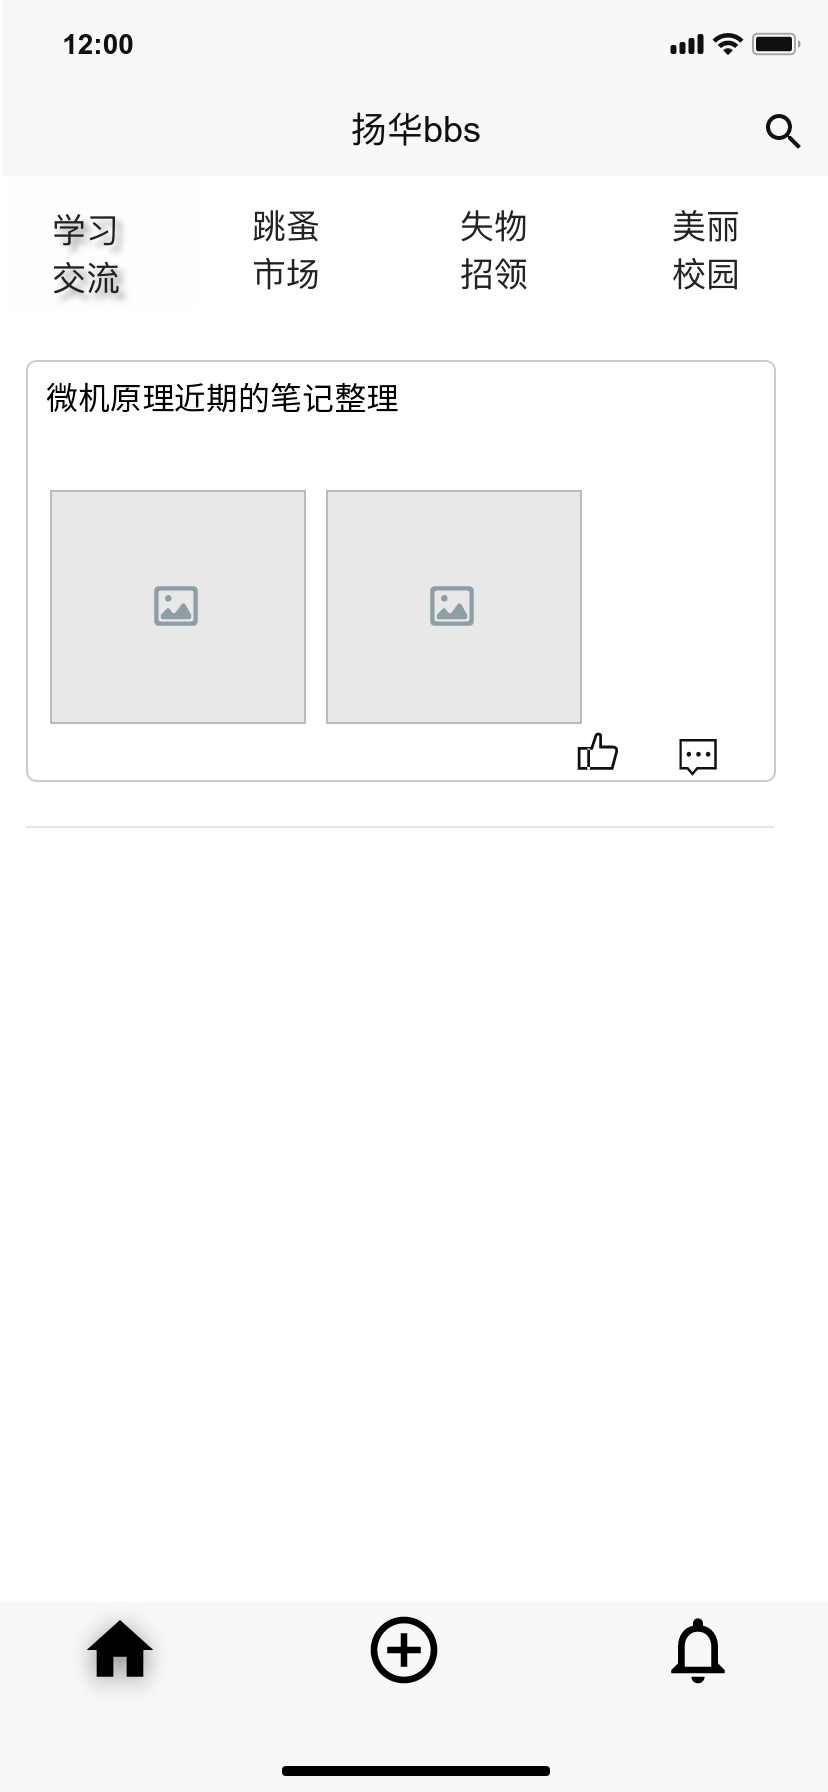 12:00
扬华bbs
学习
交流
跳蚤
市场
失物
招领
美丽
校园
微机原理近期的笔记整理